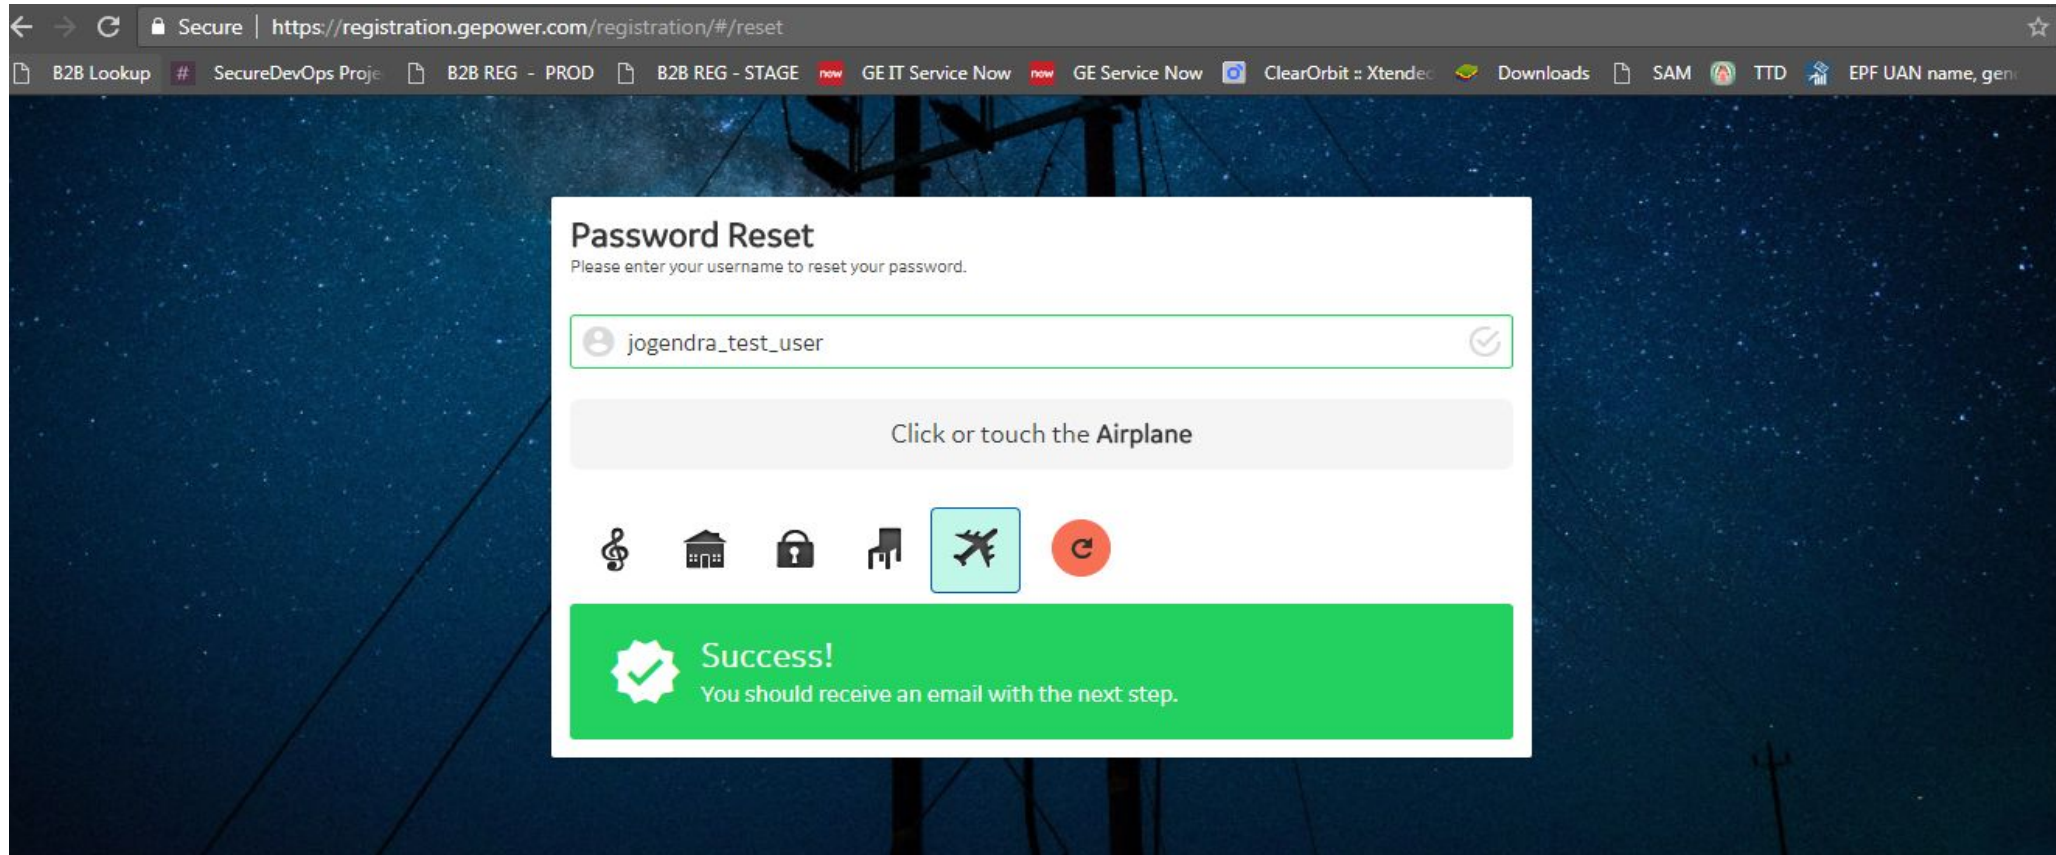 Secure | https://registration.gepower.com/registration/#/reset
B2B Lookup # SecureDevOps Proje B2B REG - PROD B2B REG - STAGE now GE IT Service Now now GE Service Now ClearOrbit :: Xtended Downloads SAM TTD EPF UAN name, gen
Password Reset
Please enter your username to reset your password.
jogendra_test_user
Click or touch the Airplane
Success!
You should receive an email with the next step.